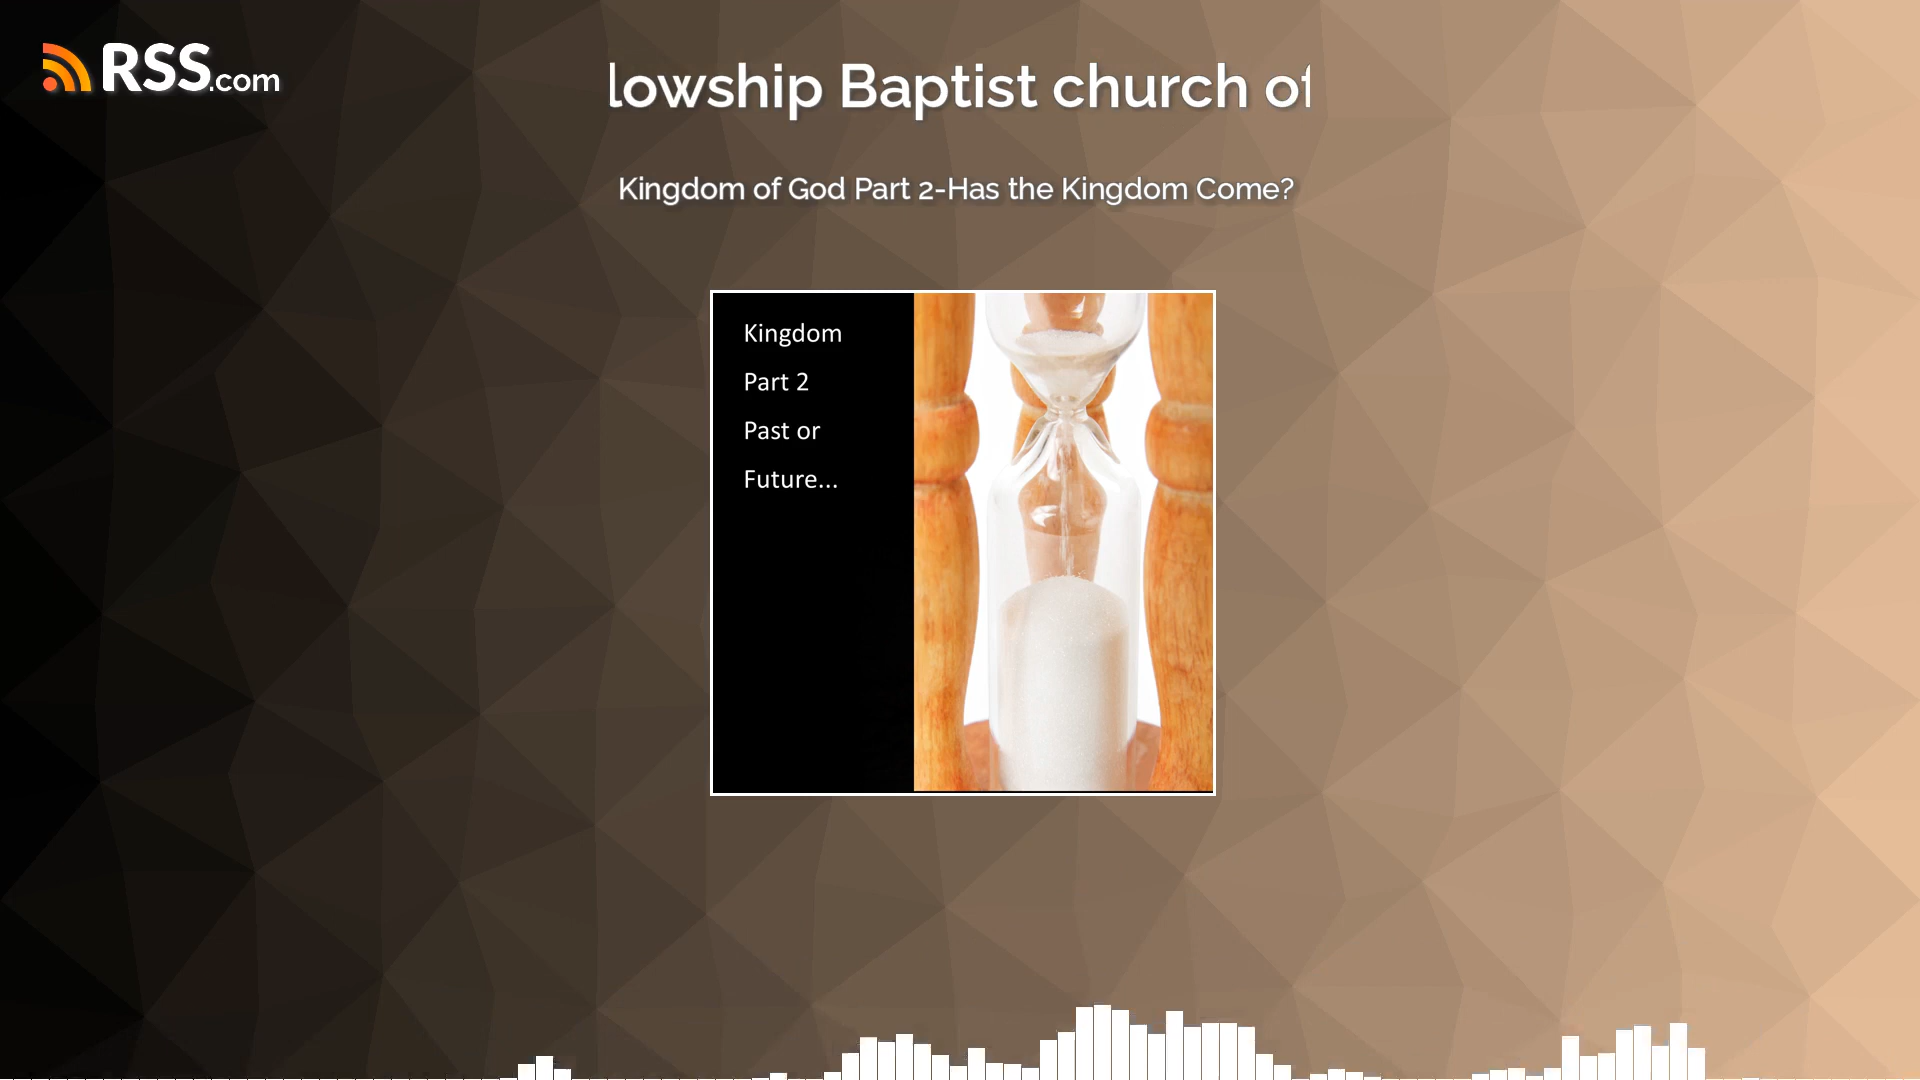 RSS.com
lowship Baptist church of
Kingdom of God Part 2-Has the Kingdom Come?
Kingdom
Part 2
Past or
Future...